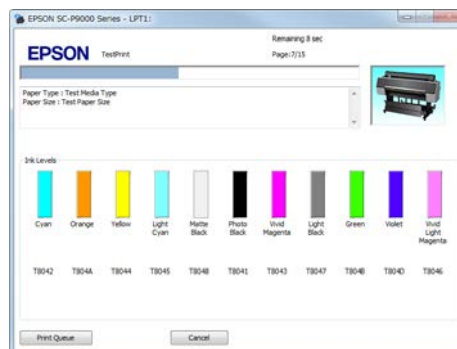 EPSON SC-P9000 Series - LPT1:
Remaining 8 sec
EPSON TestPrint Page:7/15
Paper Type : Test Media Type
Paper Size : Test Paper Size
Ink Levels
Cyan Orange Yellow Light Cyan Matte Black Photo Black Vivid Magenta Light Black Green Violet Vivid Light Magenta
T8042 T804A T8044 T8045 T8048 T8041 T8043 T8047 T804B T804D T8046
Print Queue Cancel